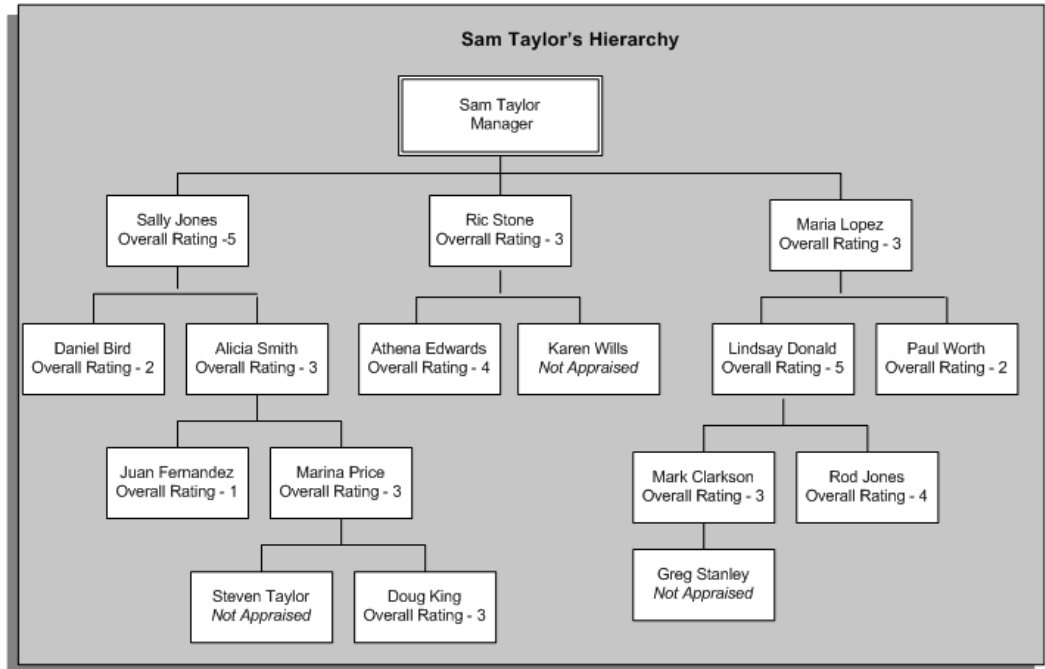 Sam Taylor's Hierarchy
Sam Taylor
Manager
Sally Jones
Overall Rating -5
Ric Stone
Overrall Rating - 3
Maria Lopez
Overall Rating - 3
Daniel Bird
Overall Rating - 2
Alicia Smith
Overall Rating - 3
Athena Edwards
Overall Rating - 4
Karen Wills
Not Appraised
Lindsay Donald
Overall Rating - 5
Paul Worth
Overall Rating - 2
Juan Fernandez
Overall Rating - 1
Marina Price
Overall Rating - 3
Mark Clarkson
Overall Rating - 3
Rod Jones
Overall Rating - 4
Steven Taylor
Not Appraised
Doug King
Overall Rating - 3
Greg Stanley
Not Appraised